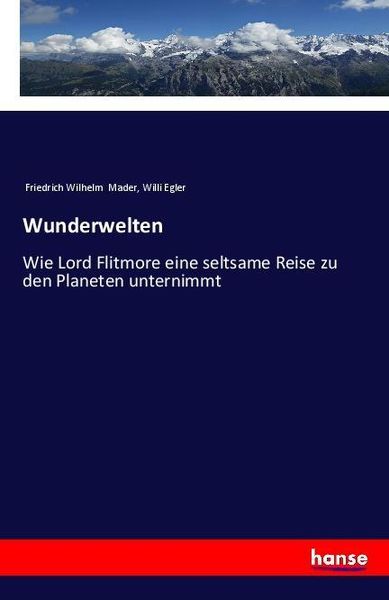 Friedrich Wilhelm Mader, Willi Egler
Wunderwelten
Wie Lord Flitmore eine seltsame Reise zu
den Planeten unternimmt
hanse